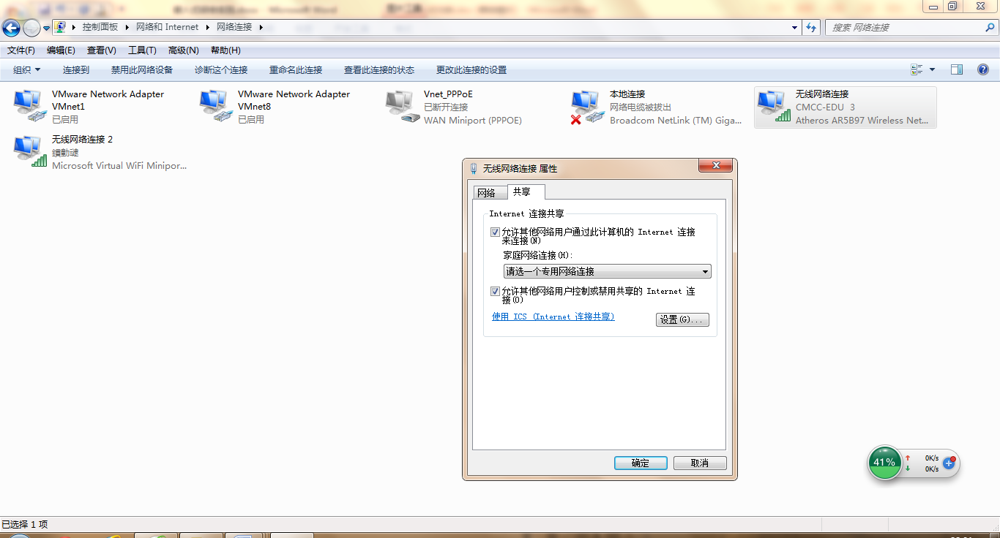 控制面板 网络和 Internet 网络连接
搜索 网络连接
文件(F) 编辑(E) 查看(V) 工具(T) 高级(N) 帮助(H)
组织 连接到 禁用此网络设备 诊断这个连接 重命名此连接 查看此连接的状态 更改此连接的设置
VMware Network Adapter
VMnet1
已启用
VMware Network Adapter
VMnet8
已启用
Vnet_PPPoE
已断开连接
WAN Miniport (PPPOE)
本地连接
网络电缆被拔出
Broadcom NetLink (TM) Giga...
无线网络连接
CMCC-EDU 3
Atheros AR5B97 Wireless Net...
无线网络连接 2
Microsoft Virtual WiFi Minipor...
无线网络连接 属性
网络 共享
Internet 连接共享
允许其他网络用户通过此计算机的 Internet 连接
来连接(N)
家庭网络连接(H):
请选一个专用网络连接
允许其他网络用户控制或禁用共享的 Internet 连
接(O)
使用 ICS (Internet 连接共享)
设置(G)...
确定 取消
41%
0K/s
0K/s
已选择 1 项